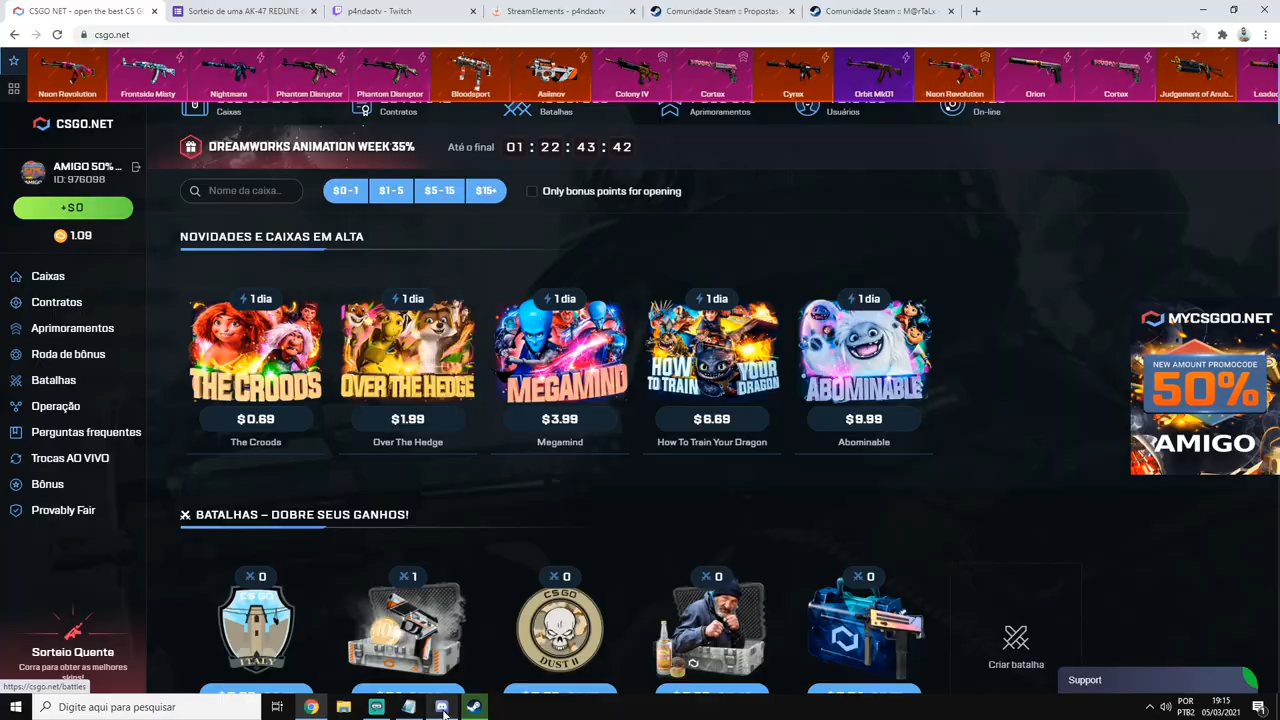 CSGO NET - open the best CS G
Sorteio de uma AK-47 REDLINE d
p4ndaotv - Twitch
StreamElements - p4ndaotv
Comunidade Steam :: Propostas
Comunidade Steam :: M@rTaLx
csgo.net
Neon Revolution
Frontside Misty
Nightmare
Phantom Disruptor
Phantom Disruptor
Bloodsport
Asiimov
Colony IV
Cortex
Cyrex
Orbit Mk01
Neon Revolution
Orion
Cortex
Judgement of Anub...
CSGO.NET
Caixas
Contratos
Batalhas
Aprimoramentos
Usuários
On-line
DREAMWORKS ANIMATION WEEK 35%
Até o final
01 : 22 : 43 : 42
AMIGO 50% ...
ID: 976098
+$0
1.09
Nome da caixa...
$0 - 1
$1 - 5
$5 - 15
$15+
Only bonus points for opening
NOVIDADES E CAIXAS EM ALTA
Caixas
Contratos
Aprimoramentos
Roda de bônus
Batalhas
Operação
Perguntas frequentes
Trocas AO VIVO
Bônus
Provably Fair
1 dia
1 dia
1 dia
1 dia
1 dia
THE CROODS
OVER THE HEDGE
MEGAMIND
HOW TO TRAIN YOUR DRAGON
ABOMINABLE
$0.69
$1.99
$3.99
$6.69
$9.99
The Croods
Over The Hedge
Megamind
How To Train Your Dragon
Abominable
MYCSGOO.NET
NEW AMOUNT PROMOCODE
50%
AMIGO
BATALHAS – DOBRE SEUS GANHOS!
0
1
0
0
0
CS GO
ITALY
CS GO
DUST II
Criar batalha
Sorteio Quente
Corra para obter as melhores
skins!
https://csgo.net/battles
Support
Digite aqui para pesquisar
POR
PTB2
19:15
05/03/2021